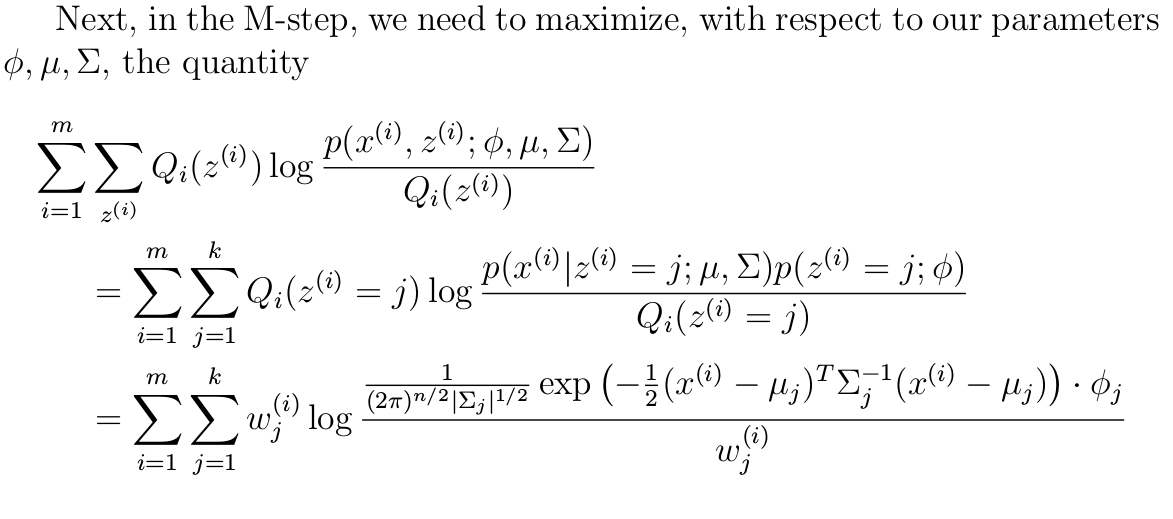 Next, in the M-step, we need to maximize, with respect to our parameters
ϕ, μ, Σ, the quantity
\sum_{i=1}^{m} \sum_{z^{(i)}} Q_i(z^{(i)}) \log \frac{p(x^{(i)}, z^{(i)}; \phi, \mu, \Sigma)}{Q_i(z^{(i)})}
= \sum_{i=1}^{m} \sum_{j=1}^{k} Q_i(z^{(i)} = j) \log \frac{p(x^{(i)}|z^{(i)} = j; \mu, \Sigma)p(z^{(i)} = j; \phi)}{Q_i(z^{(i)} = j)}
= \sum_{i=1}^{m} \sum_{j=1}^{k} w_j^{(i)} \log \frac{\frac{1}{(2\pi)^{n/2}|\Sigma_j|^{1/2}} \exp\left(-\frac{1}{2}(x^{(i)} - \mu_j)^T \Sigma_j^{-1}(x^{(i)} - \mu_j)\right) \cdot \phi_j}{w_j^{(i)}}